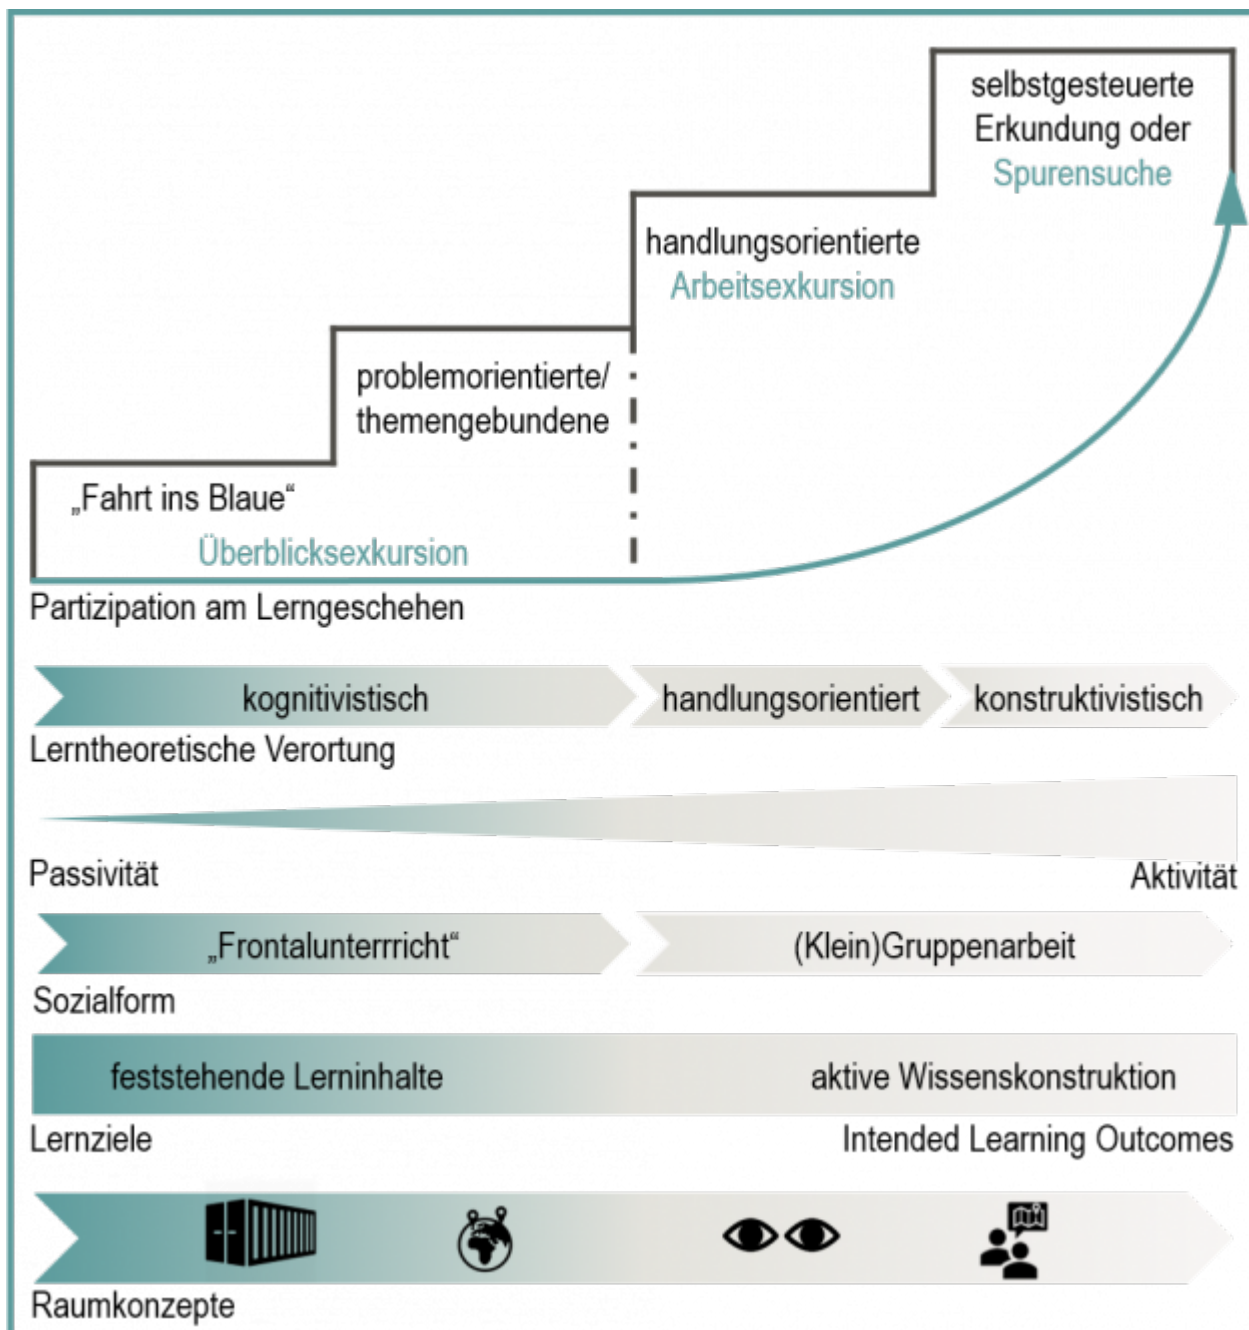 selbstgesteuerte
Erkundung oder
Spurensuche
handlungsorientierte
Arbeitsexkursion
problemorientierte/
themengebundene
„Fahrt ins Blaue“
Überblicksexkursion
Partizipation am Lerngeschehen
kognitivistisch
handlungsorientiert
konstruktivistisch
Lerntheoretische Verortung
Passivität
Aktivität
„Frontalunterrricht“
(Klein)Gruppenarbeit
Sozialform
feststehende Lerninhalte
aktive Wissenskonstruktion
Lernziele
Intended Learning Outcomes
Raumkonzepte